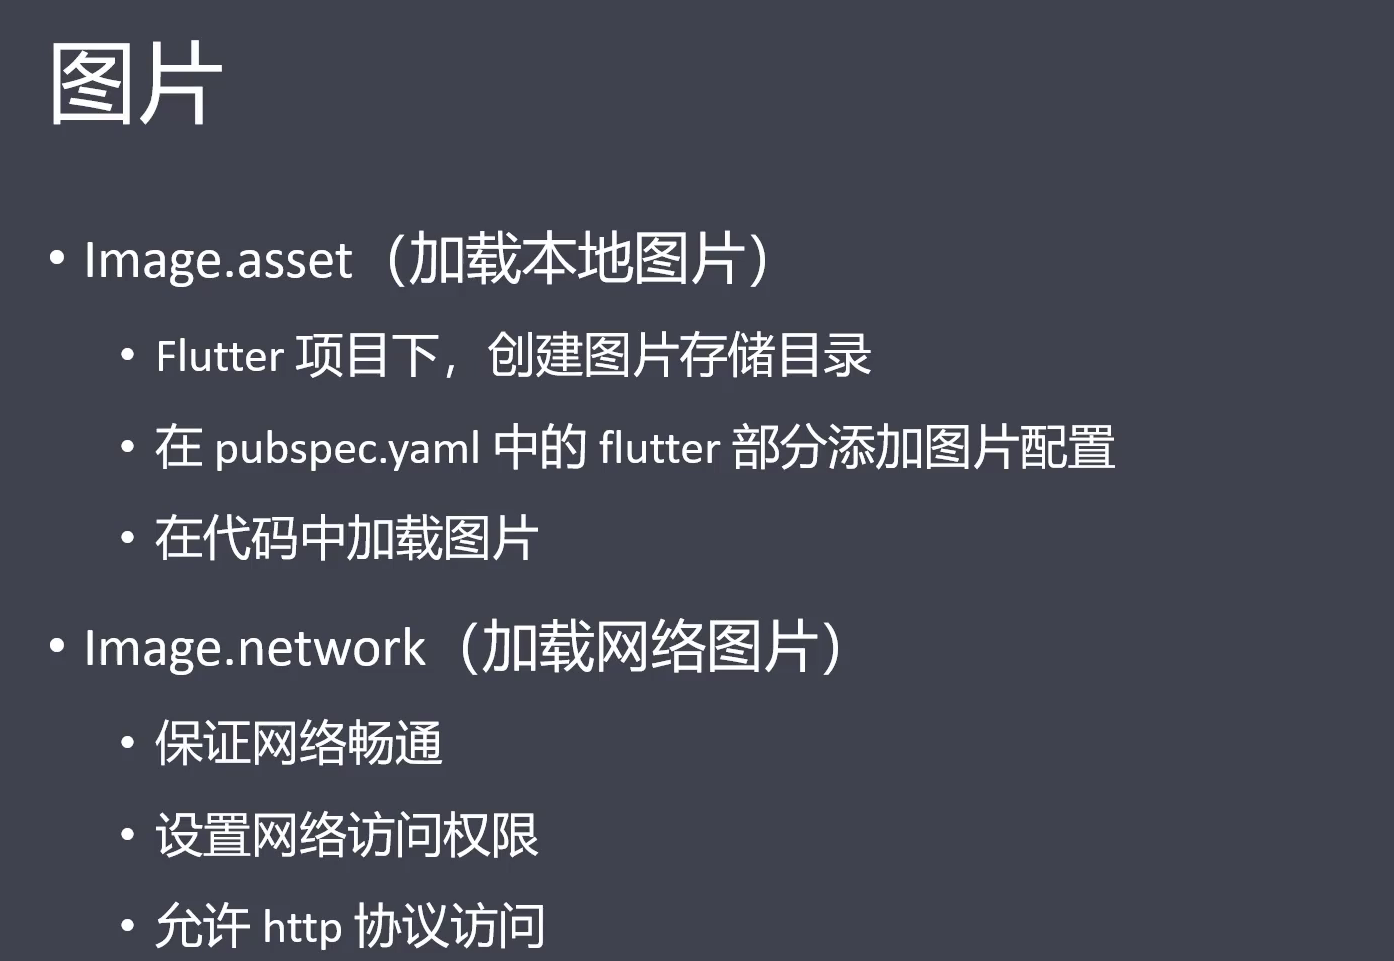 图片
• Image.asset（加载本地图片）
• Flutter 项目下，创建图片存储目录
• 在 pubspec.yaml 中的 flutter 部分添加图片配置
• 在代码中加载图片
• Image.network（加载网络图片）
• 保证网络畅通
• 设置网络访问权限
• 允许 http 协议访问